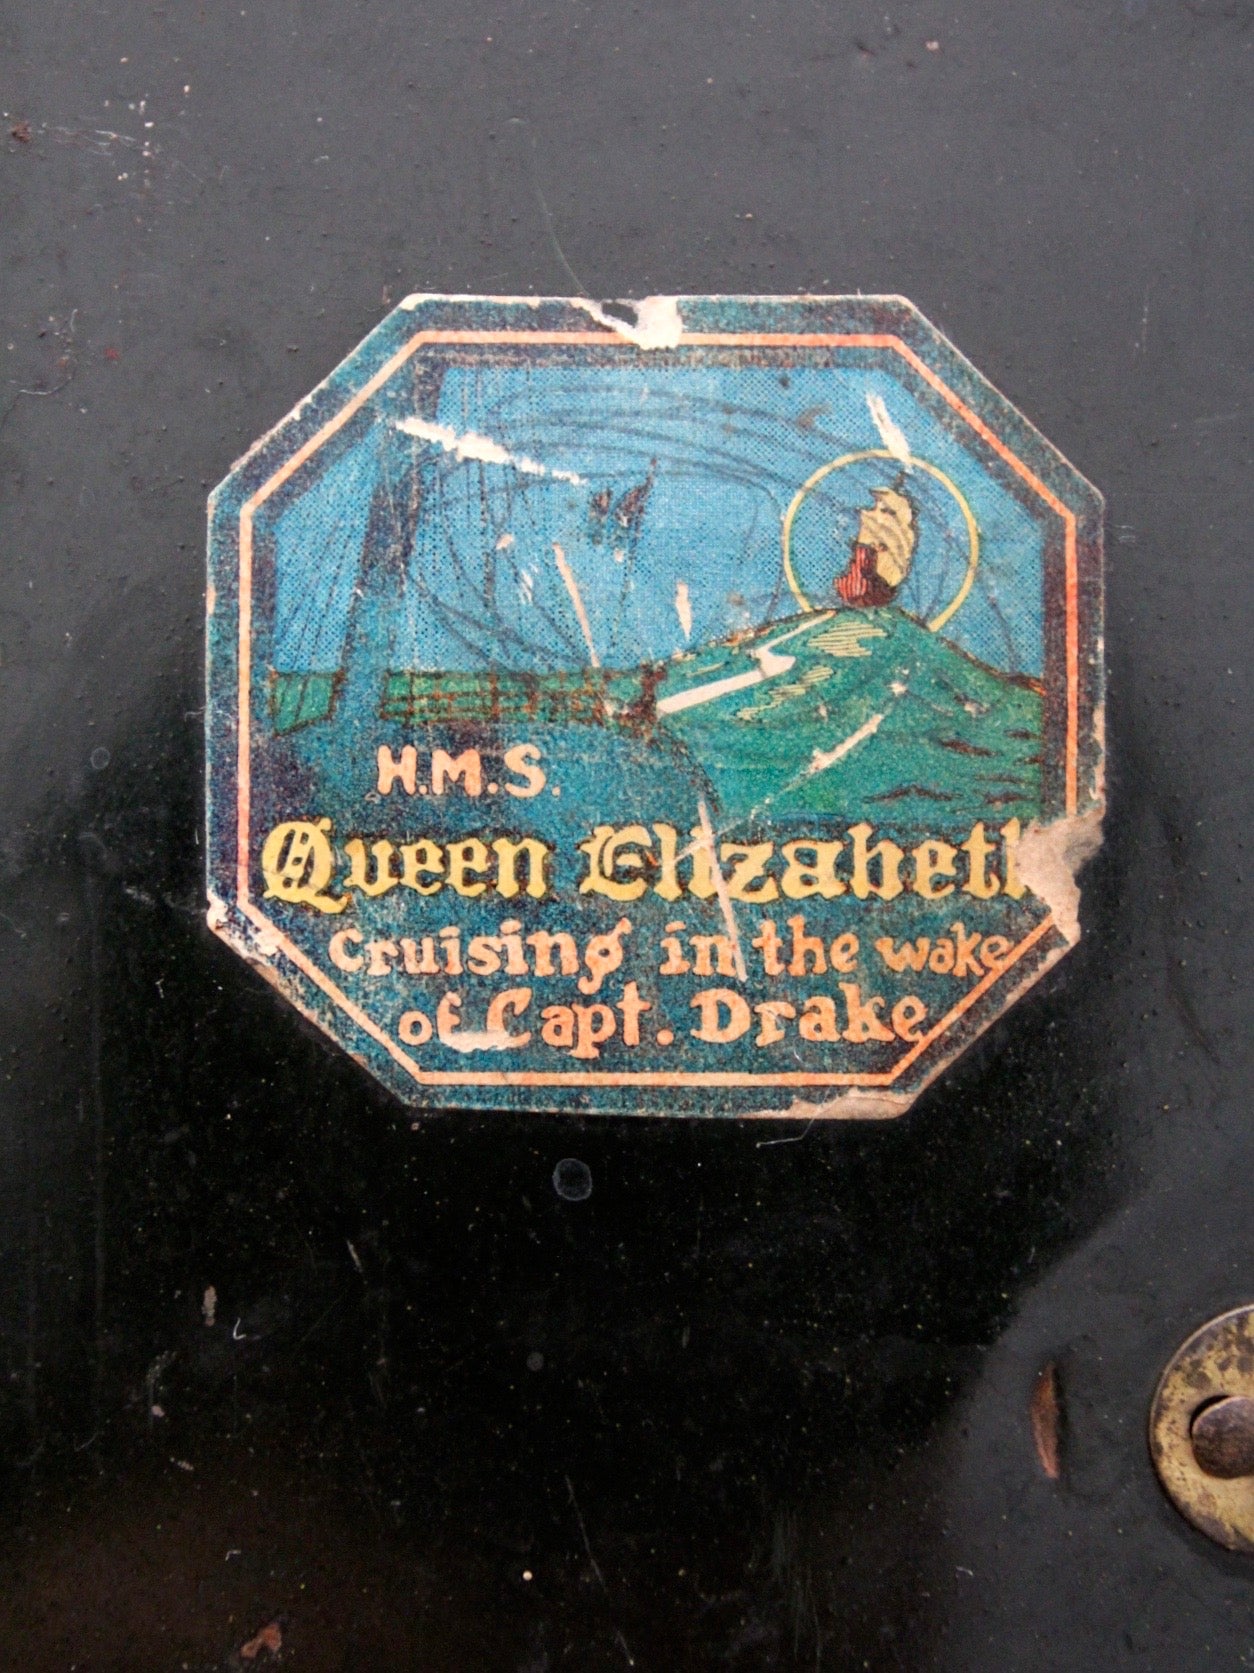 H.M.S.
Queen Elizabeth
Cruising in the wake
of Capt. Drake